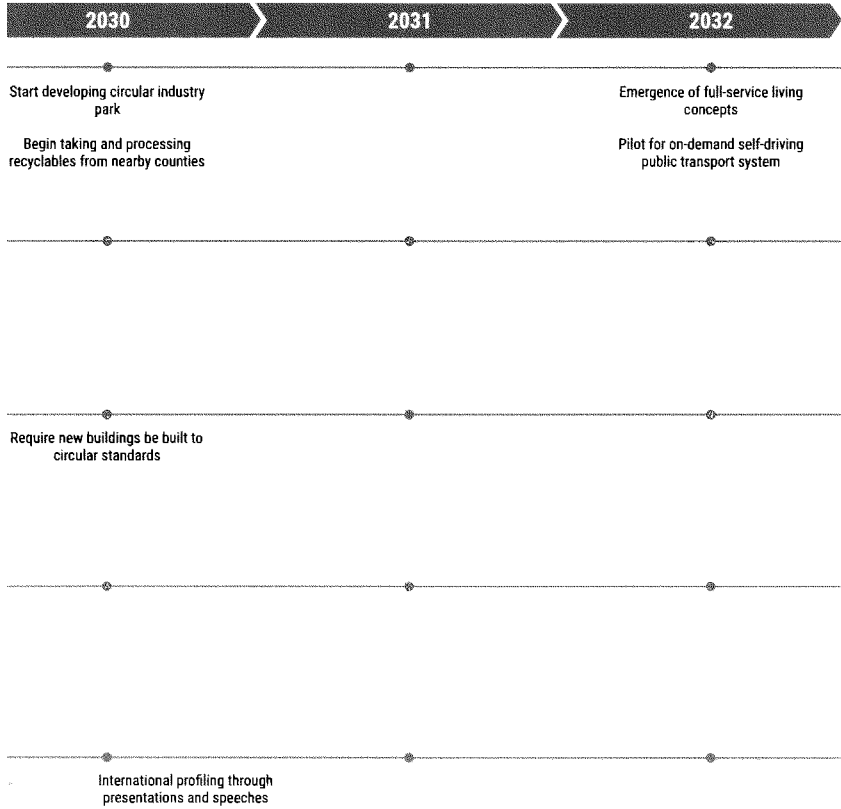 2030 2031 2032
Start developing circular industry
park
Begin taking and processing
recyclables from nearby counties
Emergence of full-service living
concepts
Pilot for on-demand self-driving
public transport system
Require new buildings be built to
circular standards
International profiling through
presentations and speeches